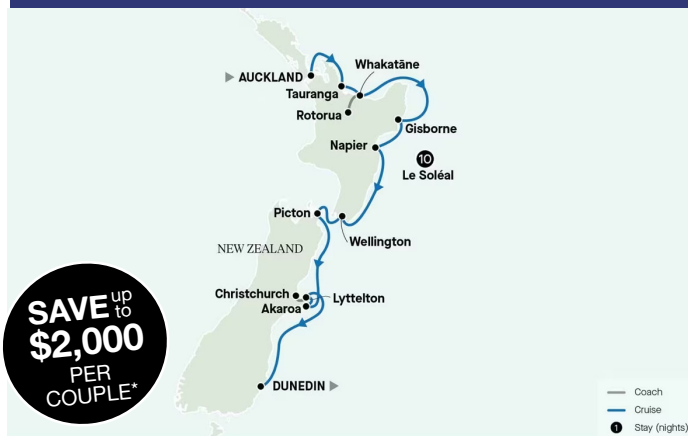 AUCKLAND
Whakatāne
Tauranga
Rotorua
Gisborne
Napier
10
Le Soléal
Picton
Wellington
NEW ZEALAND
Christchurch
Lyttelton
Akaroa
DUNEDIN
SAVE up to
$2,000
PER
COUPLE*
Coach
Cruise
1 Stay (nights)